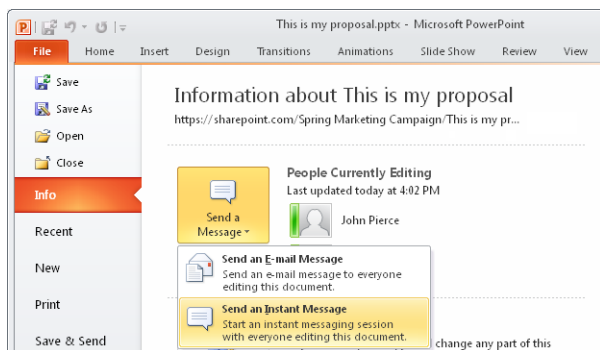 This is my proposal.pptx - Microsoft PowerPoint
File Home Insert Design Transitions Animations Slide Show Review View
Save
Save As
Open
Close
Info
Recent
New
Print
Save & Send
Information about This is my proposal
https://sharepoint.com/Spring Marketing Campaign/This is my pr...
People Currently Editing
Last updated today at 4:02 PM
Send a
Message
John Pierce
Send an E-mail Message
Send an e-mail message to everyone
editing this document.
Send an Instant Message
Start an instant messaging session
with everyone editing this document.
change any part of this